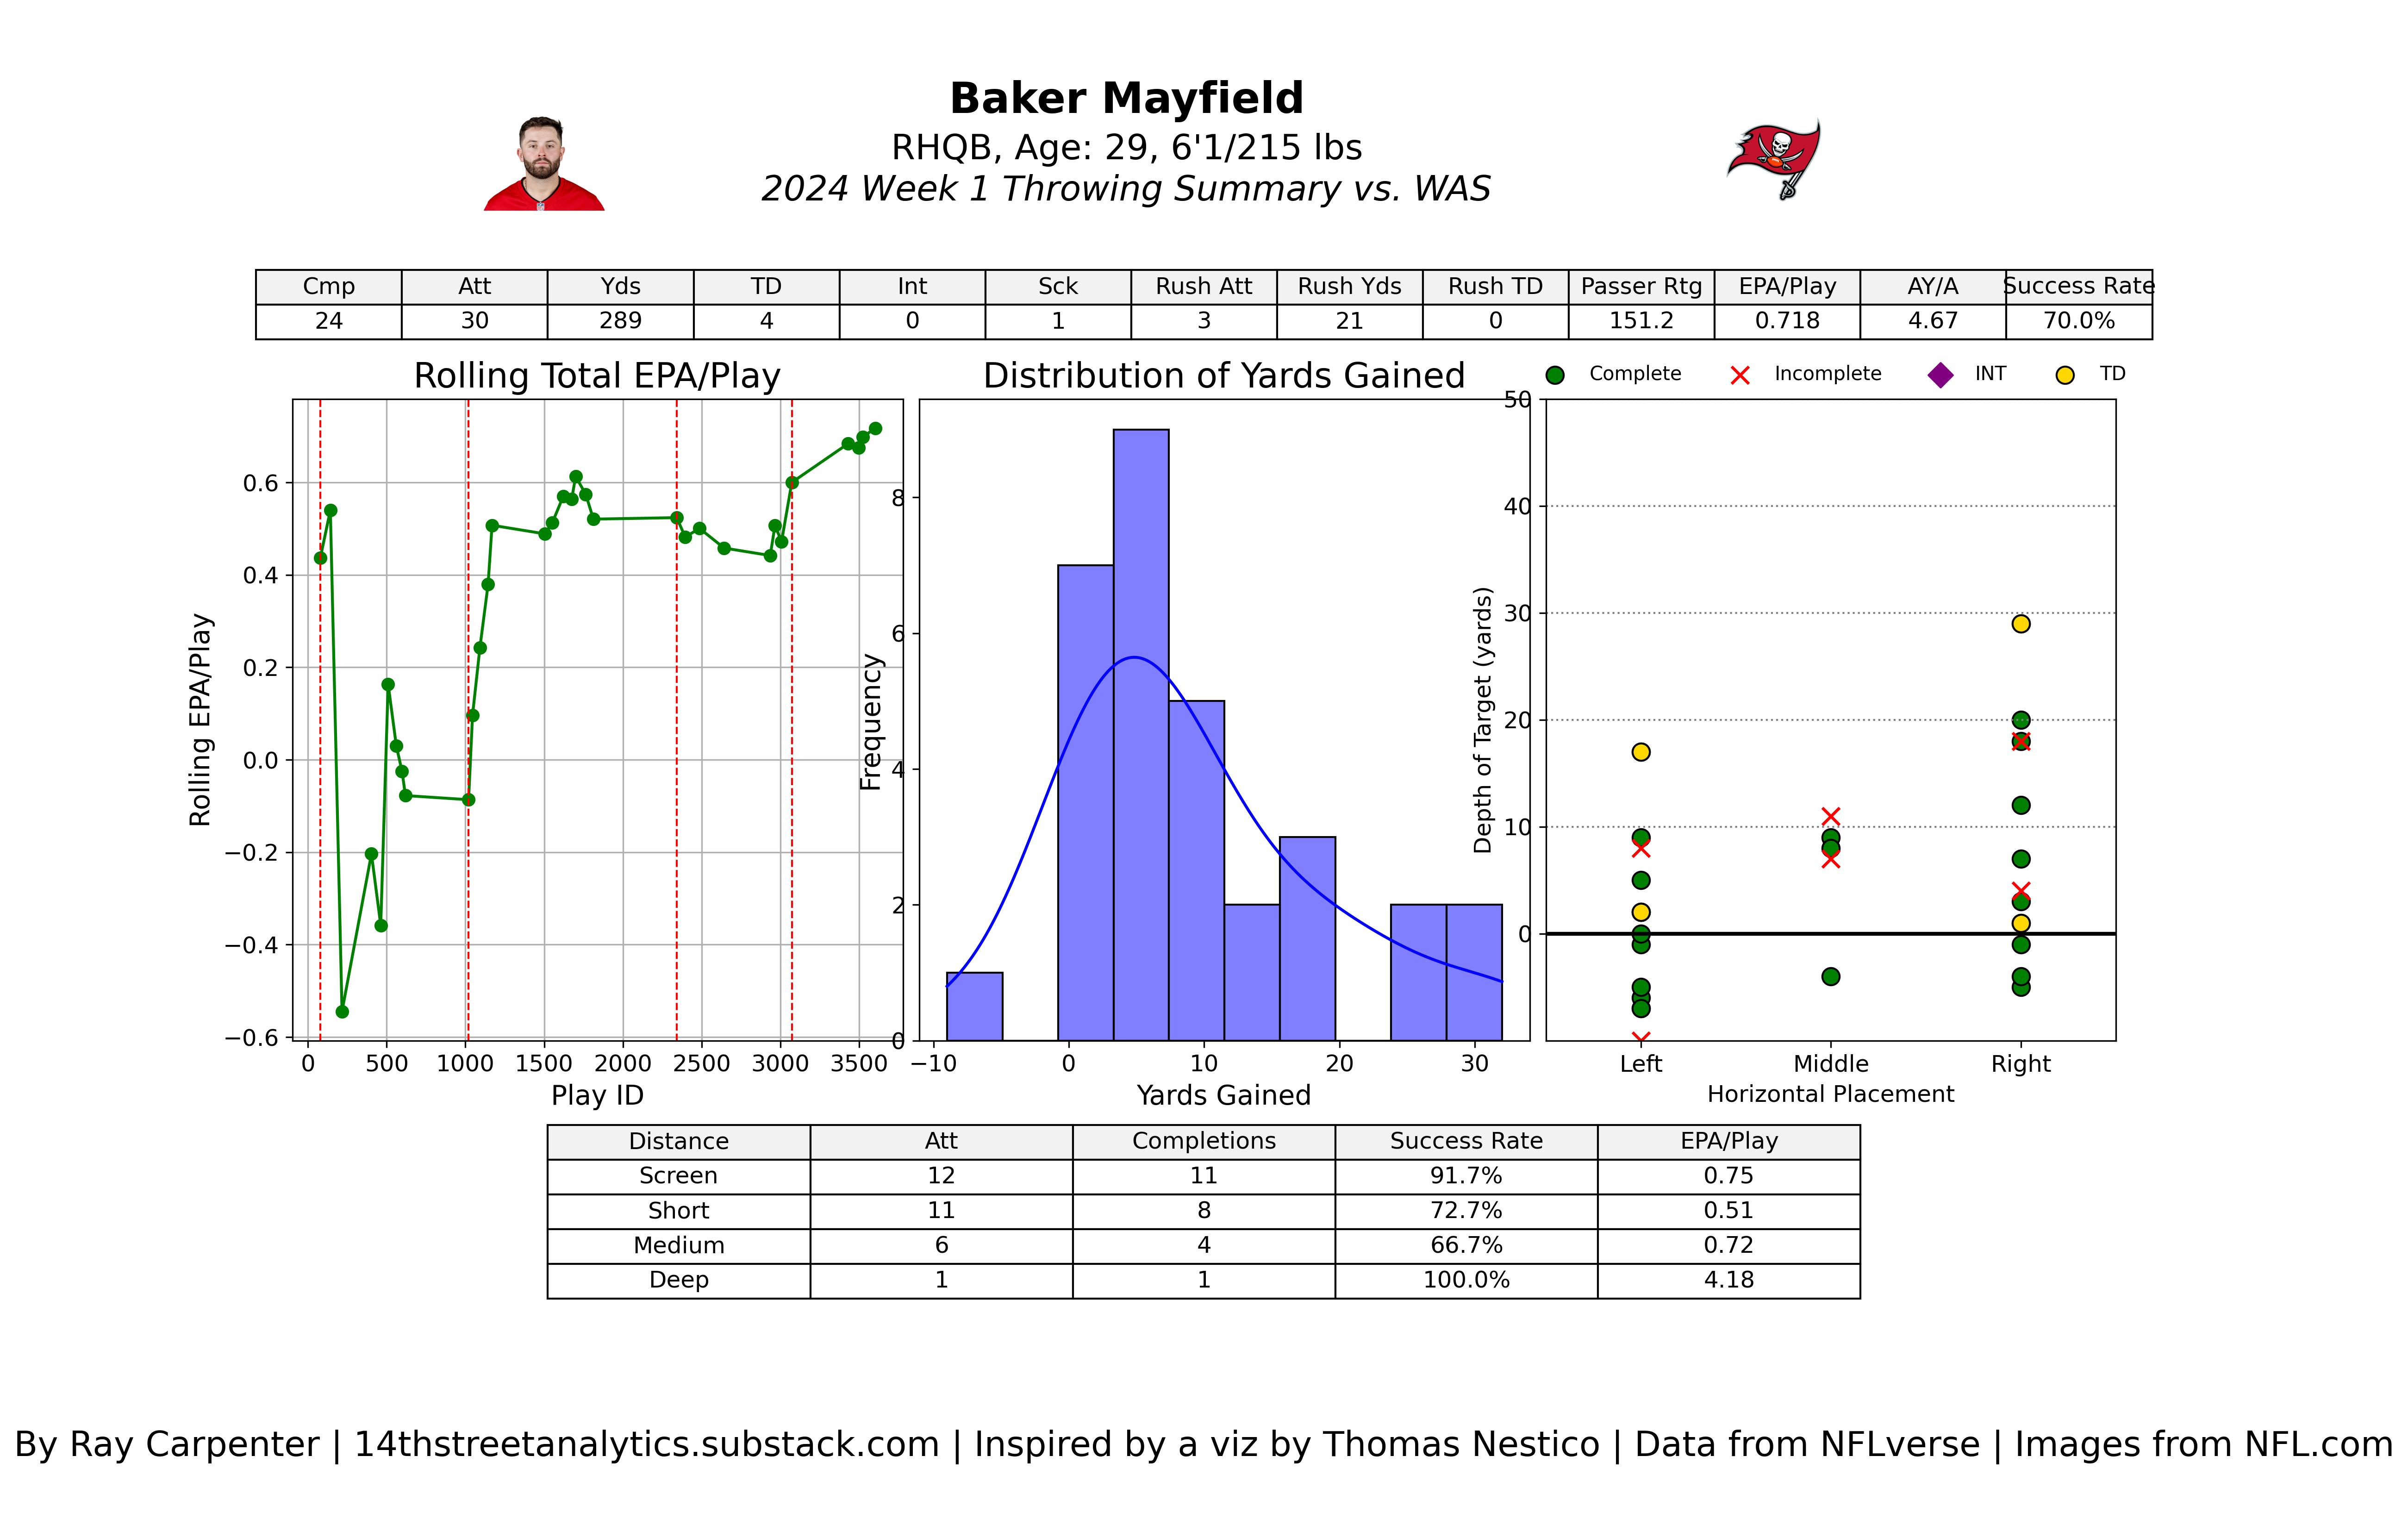 Baker Mayfield
RHQB, Age: 29, 6'1/215 lbs
2024 Week 1 Throwing Summary vs. WAS
Cmp Att Yds TD Int Sck Rush Att Rush Yds Rush TD Passer Rtg EPA/Play AY/A Success Rate
24 30 289 4 0 1 3 21 0 151.2 0.718 4.67 70.0%
Rolling Total EPA/Play
Rolling EPA/Play
0.6
0.4
0.2
0.0
−0.2
−0.4
−0.6
0 500 1000 1500 2000 2500 3000 3500
Play ID
Distribution of Yards Gained
Frequency
8
6
4
2
0
−10 0 10 20 30
Yards Gained
Complete Incomplete INT TD
Depth of Target (yards)
50
40
30
20
10
0
Left Middle Right
Horizontal Placement
Distance Att Completions Success Rate EPA/Play
Screen 12 11 91.7% 0.75
Short 11 8 72.7% 0.51
Medium 6 4 66.7% 0.72
Deep 1 1 100.0% 4.18
By Ray Carpenter | 14thstreetanalytics.substack.com | Inspired by a viz by Thomas Nestico | Data from NFLverse | Images from NFL.com